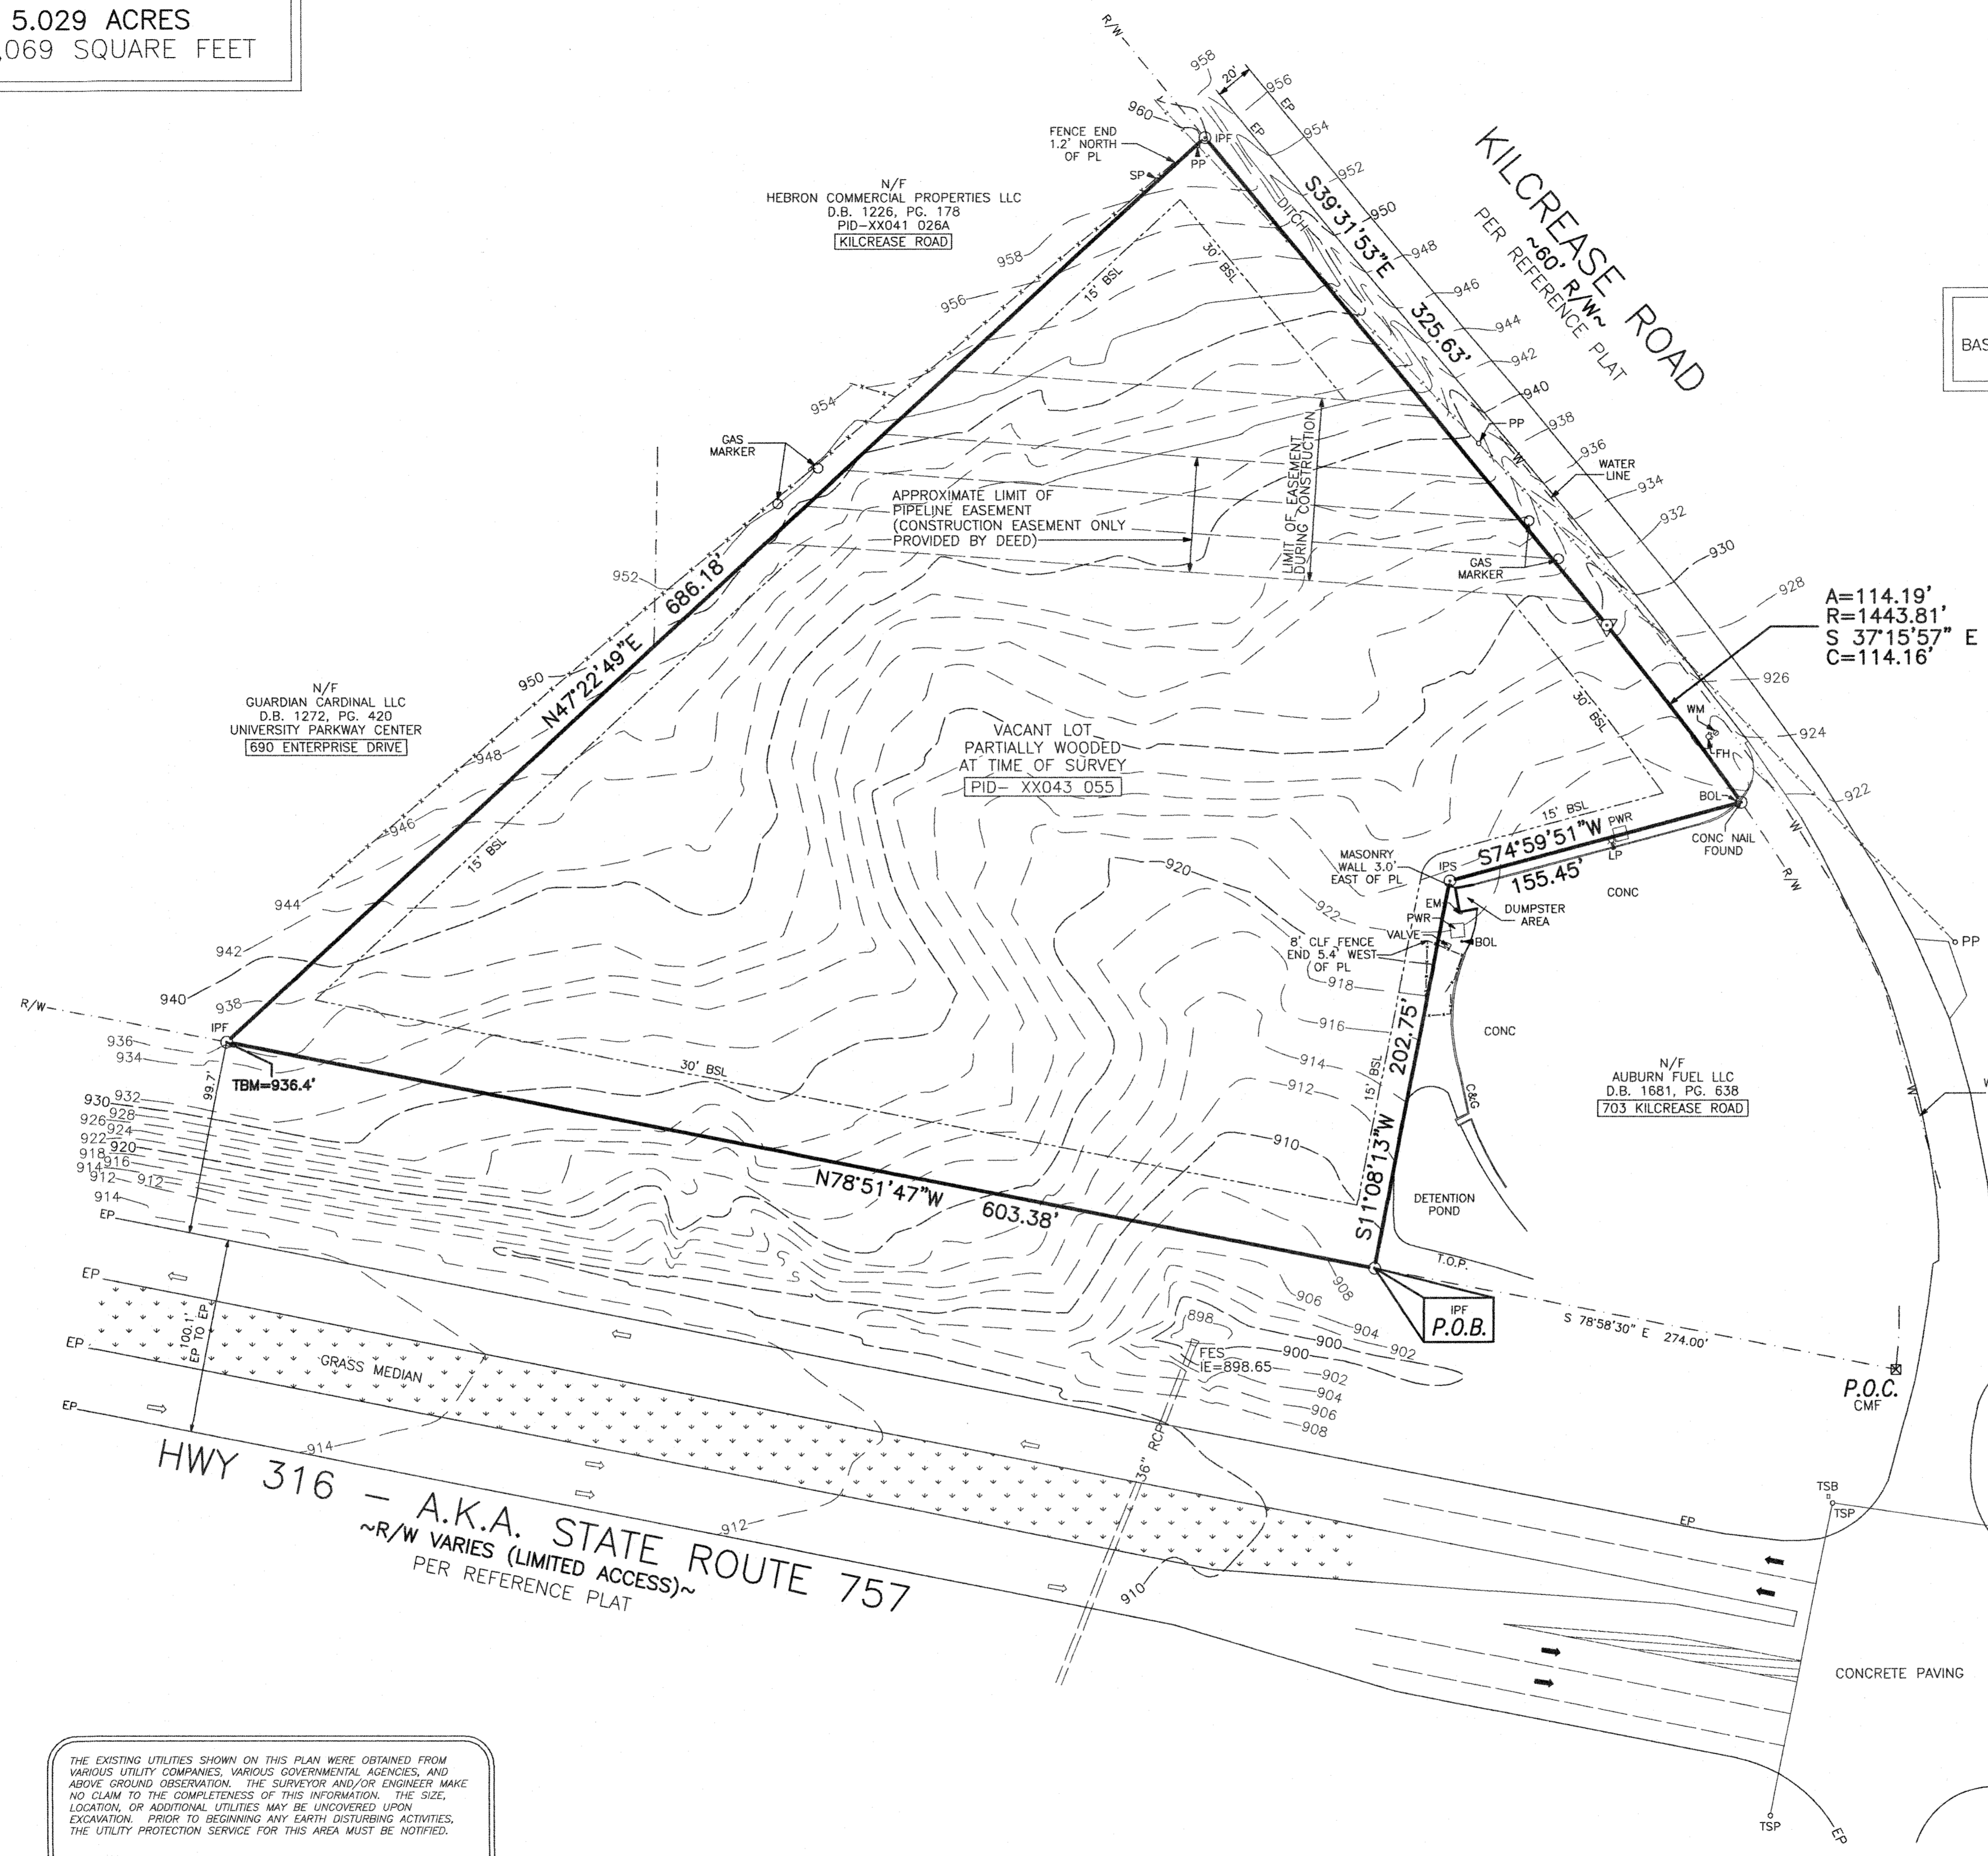 5.029 ACRES
,069 SQUARE FEET
R/W
958
20'
956
EP
EP
954
960
IPF
FENCE END
1.2' NORTH
OF PL
PP
SP
952
950
948
946
944
942
940
938
936
934
932
930
928
926
924
922
KILCREASE ROAD
~60' R/W~
PER REFERENCE PLAT
BAS
S39°31'53"E
325.63'
DITCH
N/F
HEBRON COMMERCIAL PROPERTIES LLC
D.B. 1226, PG. 178
PID-XX041 026A
KILCREASE ROAD
958
956
954
952
950
948
946
944
942
940
938
15' BSL
30' BSL
GAS
MARKER
APPROXIMATE LIMIT OF
PIPELINE EASEMENT
(CONSTRUCTION EASEMENT ONLY
PROVIDED BY DEED)
LIMIT OF EASEMENT
DURING CONSTRUCTION
PP
W
WATER
LINE
GAS
MARKER
A=114.19'
R=1443.81'
S 37°15'57" E
C=114.16'
N47°22'49"E
686.18'
N/F
GUARDIAN CARDINAL LLC
D.B. 1272, PG. 420
UNIVERSITY PARKWAY CENTER
690 ENTERPRISE DRIVE
VACANT LOT
PARTIALLY WOODED
AT TIME OF SURVEY
PID- XX043 055
30' BSL
WM
FH
BOL
CONC NAIL
FOUND
W
R/W
15' BSL
S74°59'51"W
155.45'
PWR
LP
CONC
MASONRY
WALL 3.0'
EAST OF PL
IPS
EM
PWR
VALVE
DUMPSTER
AREA
BOL
8' CLF FENCE
END 5.4' WEST
OF PL
920
922
918
916
914
912
910
PP
15' BSL
CONC
C&G
15' BSL
202.75'
S11°08'13"W
N/F
AUBURN FUEL LLC
D.B. 1681, PG. 638
703 KILCREASE ROAD
W
DETENTION
POND
T.O.P.
R/W
IPF
TBM=936.4'
99.7'
936
934
932
930
928
926
924
922
920
918
916
914
912
912
914
EP
30' BSL
N78°51'47"W
603.38'
IPF
P.O.B.
S 78°58'30" E 274.00'
P.O.C.
CMF
908
906
904
902
900
900
898
FES
IE=898.65
902
904
906
908
EP
EP
EP
100.1'
EP TO EP
GRASS MEDIAN
914
912
910
36" RCP
HWY 316 - A.K.A. STATE ROUTE 757
~R/W VARIES (LIMITED ACCESS)~
PER REFERENCE PLAT
EP
TSB
TSP
CONCRETE PAVING
TSP
EP
THE EXISTING UTILITIES SHOWN ON THIS PLAN WERE OBTAINED FROM
VARIOUS UTILITY COMPANIES, VARIOUS GOVERNMENTAL AGENCIES, AND
ABOVE GROUND OBSERVATION. THE SURVEYOR AND/OR ENGINEER MAKE
NO CLAIM TO THE COMPLETENESS OF THIS INFORMATION. THE SIZE,
LOCATION, OR ADDITIONAL UTILITIES MAY BE UNCOVERED UPON
EXCAVATION. PRIOR TO BEGINNING ANY EARTH DISTURBING ACTIVITIES,
THE UTILITY PROTECTION SERVICE FOR THIS AREA MUST BE NOTIFIED.